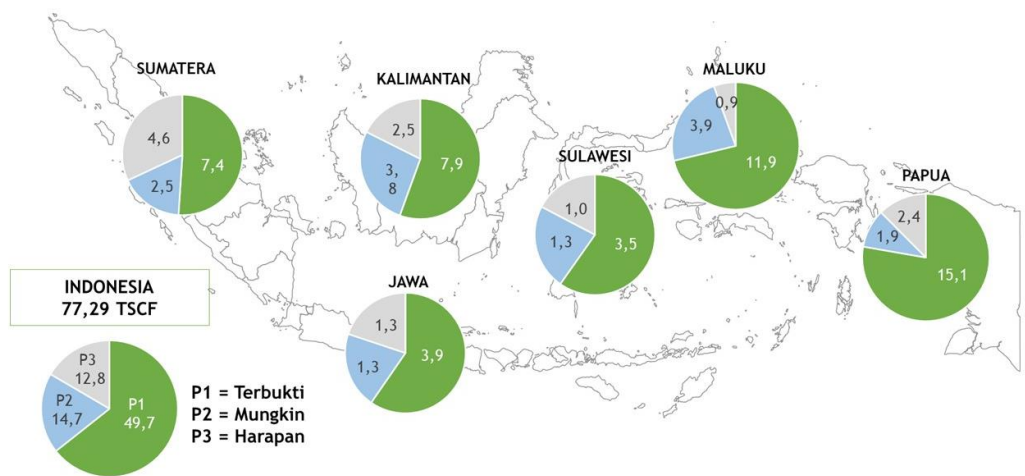 SUMATERA
4,6
7,4
2,5
KALIMANTAN
2,5
3,
8
7,9
MALUKU
0,9
3,9
11,9
SULAWESI
1,0
1,3
3,5
PAPUA
2,4
1,9
15,1
INDONESIA
77,29 TSCF
JAWA
1,3
1,3
3,9
P3
12,8
P2
14,7
P1
49,7
P1 = Terbukti
P2 = Mungkin
P3 = Harapan